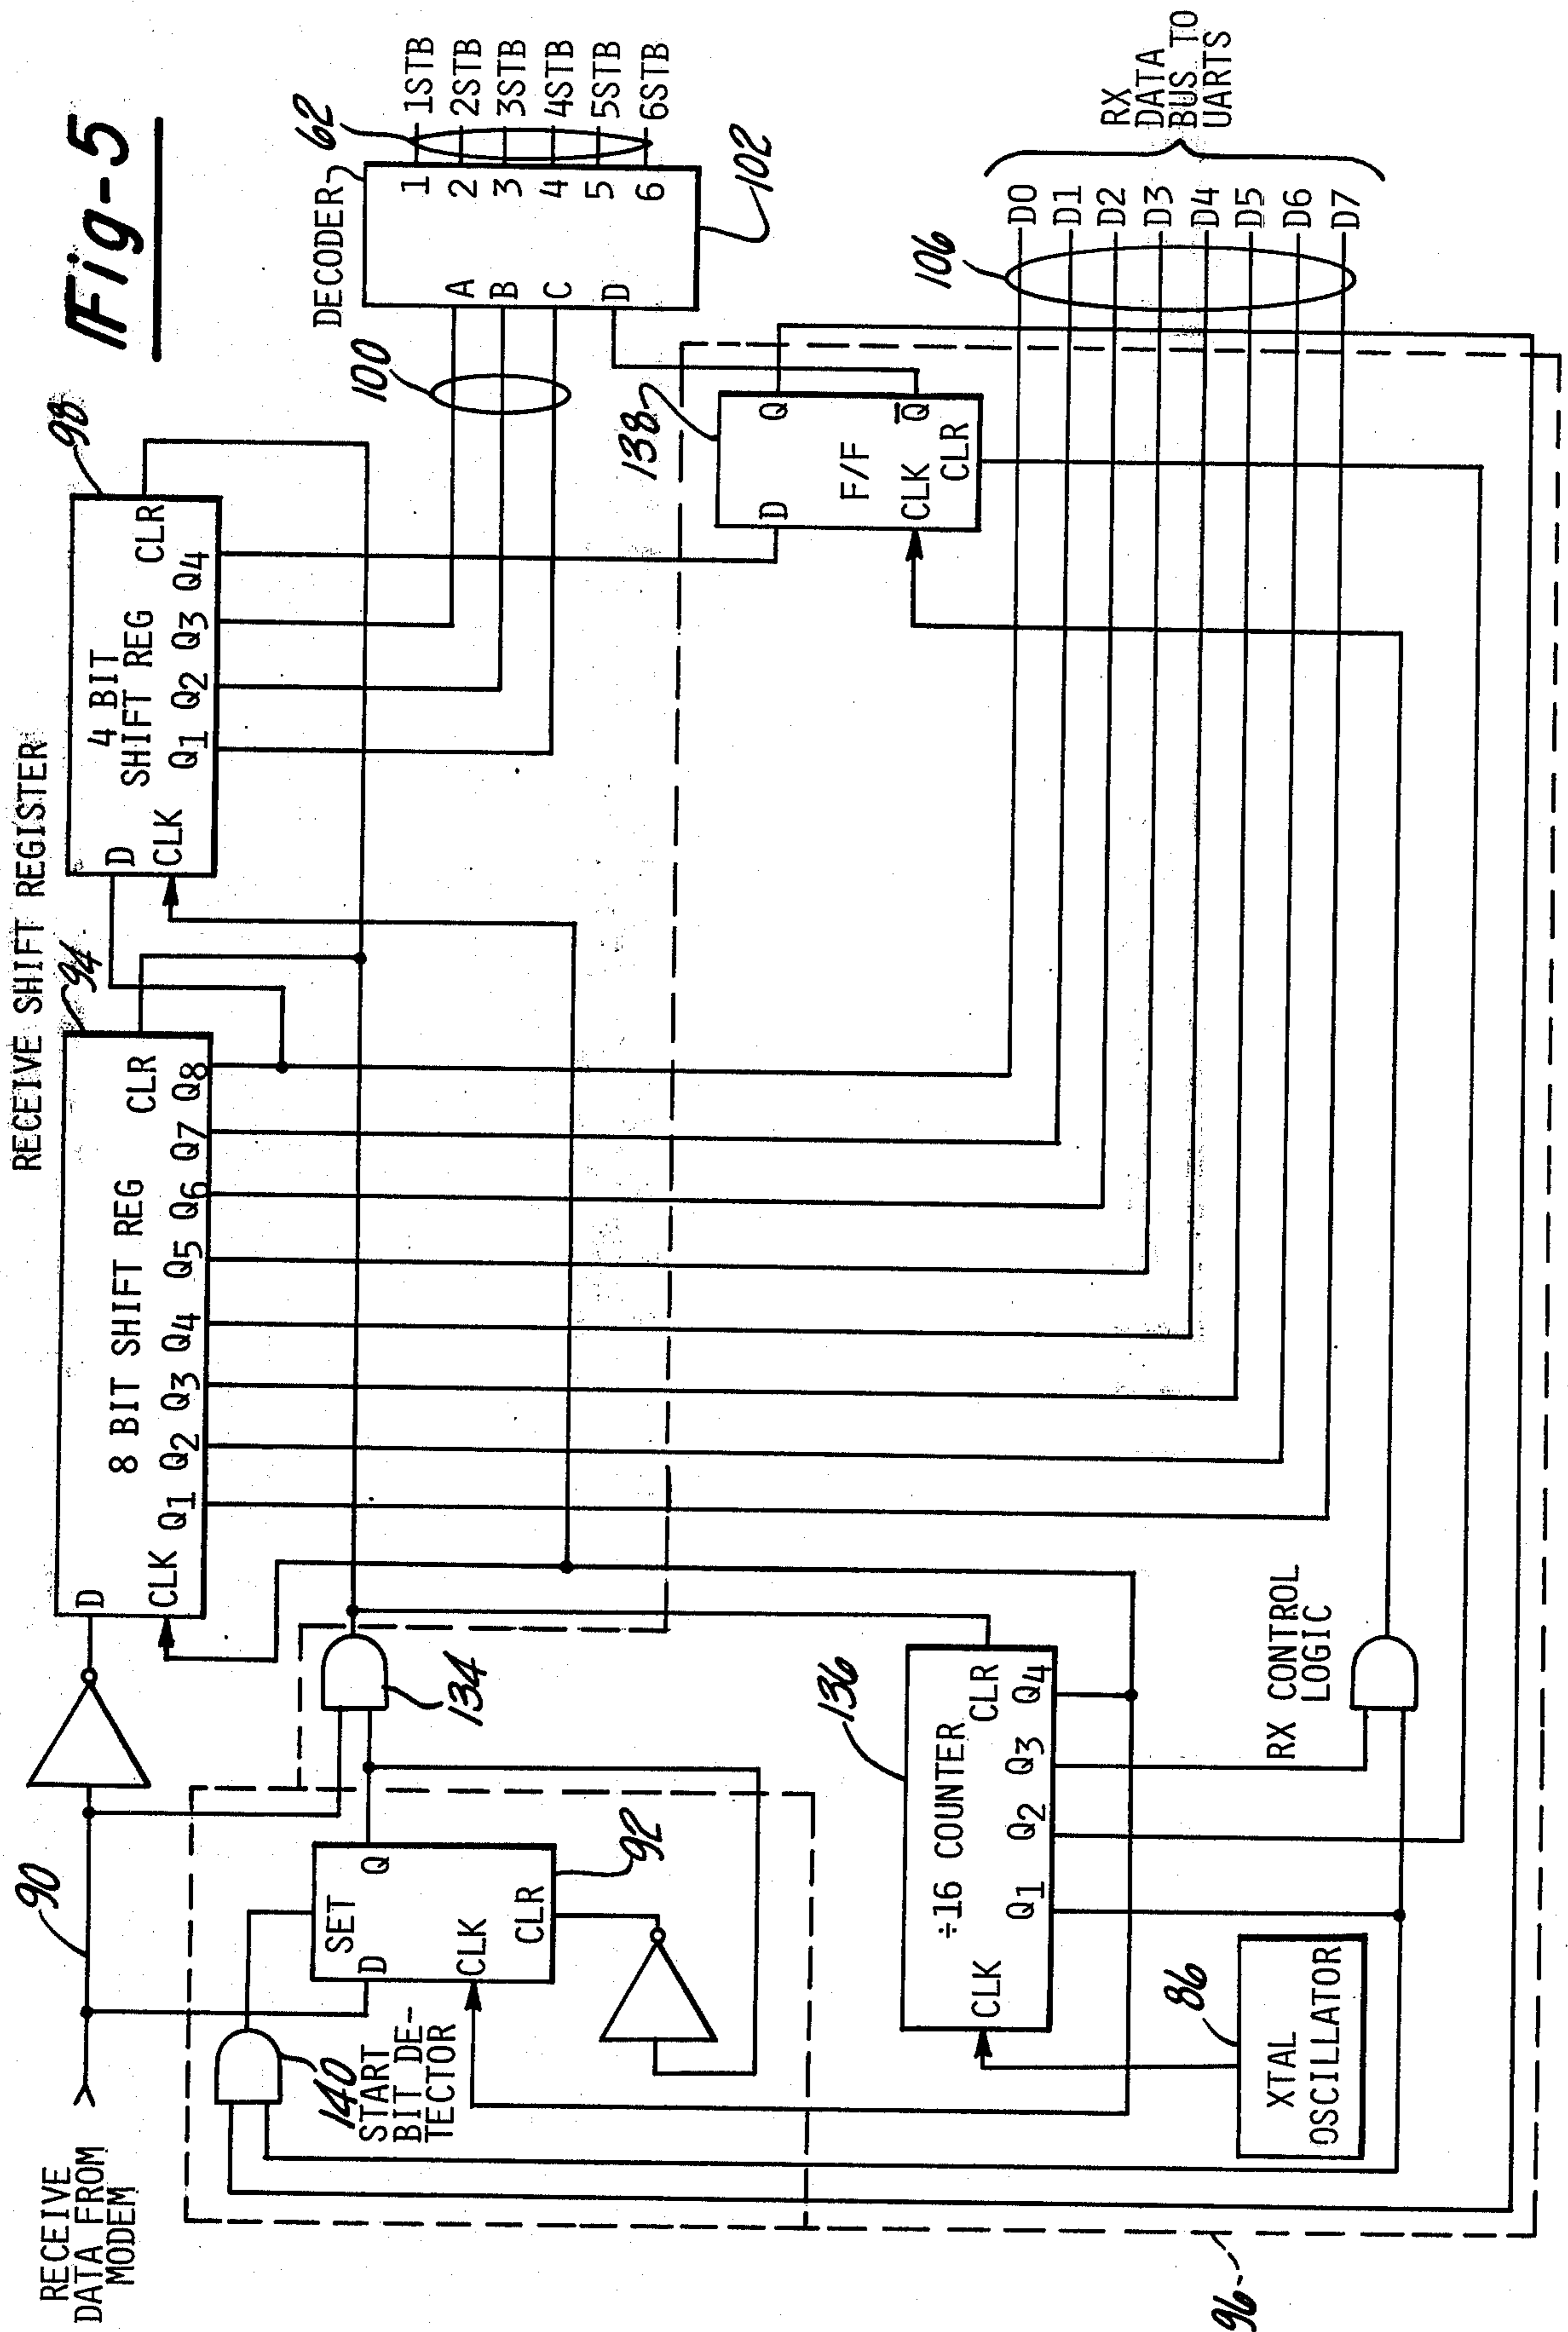 Fig-5
RECEIVE SHIFT REGISTER
RECEIVE
DATA FROM
MODEM
90
94
D
CLK
8 BIT SHIFT REG
CLR
Q1 Q2 Q3 Q4 Q5 Q6 Q7 Q8
98
D
CLK
4 BIT
SHIFT REG
CLR
Q1 Q2 Q3 Q4
100
DECODER
62
A
B
C
D
1
2
3
4
5
6
1STB
2STB
3STB
4STB
5STB
6STB
102
140
START
BIT DE-
TECTOR
SET
D
Q
CLK
CLR
92
134
138
D
Q
F/F
CLK
Q
CLR
136
CLK
÷16 COUNTER
CLR
Q1 Q2 Q3 Q4
86
XTAL
OSCILLATOR
RX CONTROL
LOGIC
106
D0
D1
D2
D3
D4
D5
D6
D7
RX
DATA
BUS TO
UARTS
96